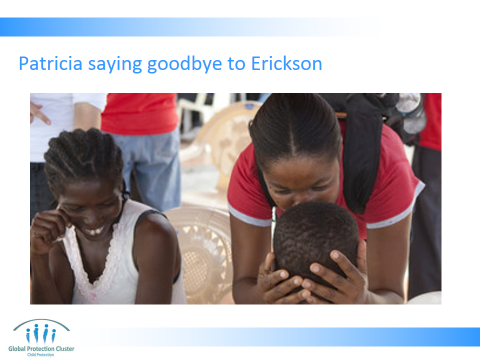 Patricia saying goodbye to Erickson
Global Protection Cluster
Child Protection